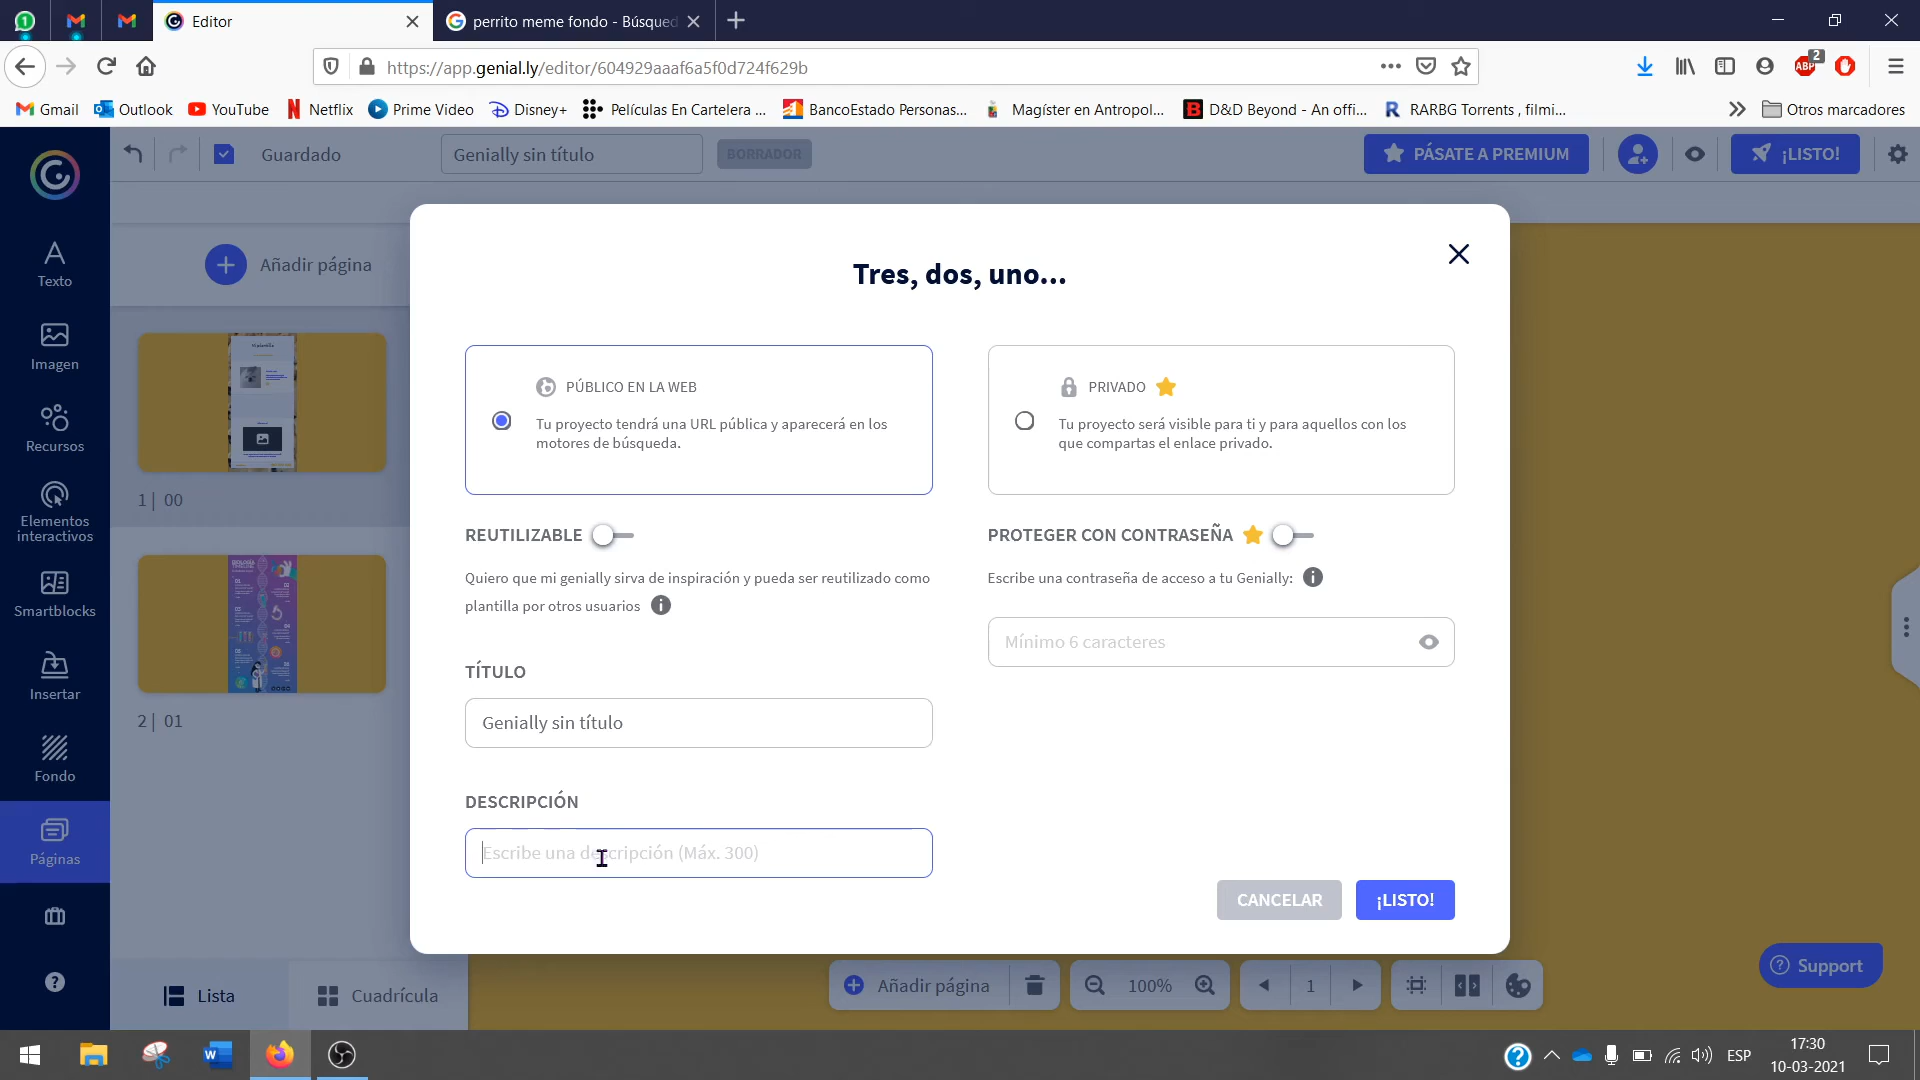 1
Editor
perrito meme fondo - Búsqued
https://app.genial.ly/editor/604929aaaf6a5f0d724f629b
ABP
2
Gmail
Outlook
YouTube
Netflix
Prime Video
Disney+
Películas En Cartelera ...
BancoEstado Personas...
Magíster en Antropol...
D&D Beyond - An offi...
RARBG Torrents , filmi...
Otros marcadores
Guardado
Genially sin título
BORRADOR
PÁSATE A PREMIUM
¡LISTO!
Texto
Imagen
Recursos
Elementos
interactivos
Smartblocks
Insertar
Fondo
Páginas
Añadir página
1 | 00
2 | 01
Lista
Cuadrícula
Tres, dos, uno...
PÚBLICO EN LA WEB
Tu proyecto tendrá una URL pública y aparecerá en los
motores de búsqueda.
PRIVADO
Tu proyecto será visible para ti y para aquellos con los
que compartas el enlace privado.
REUTILIZABLE
Quiero que mi genially sirva de inspiración y pueda ser reutilizado como
plantilla por otros usuarios
PROTEGER CON CONTRASEÑA
Escribe una contraseña de acceso a tu Genially:
Mínimo 6 caracteres
TÍTULO
Genially sin título
DESCRIPCIÓN
Escribe una descripción (Máx. 300)
CANCELAR
¡LISTO!
Añadir página
100%
1
Support
ESP
17:30
10-03-2021